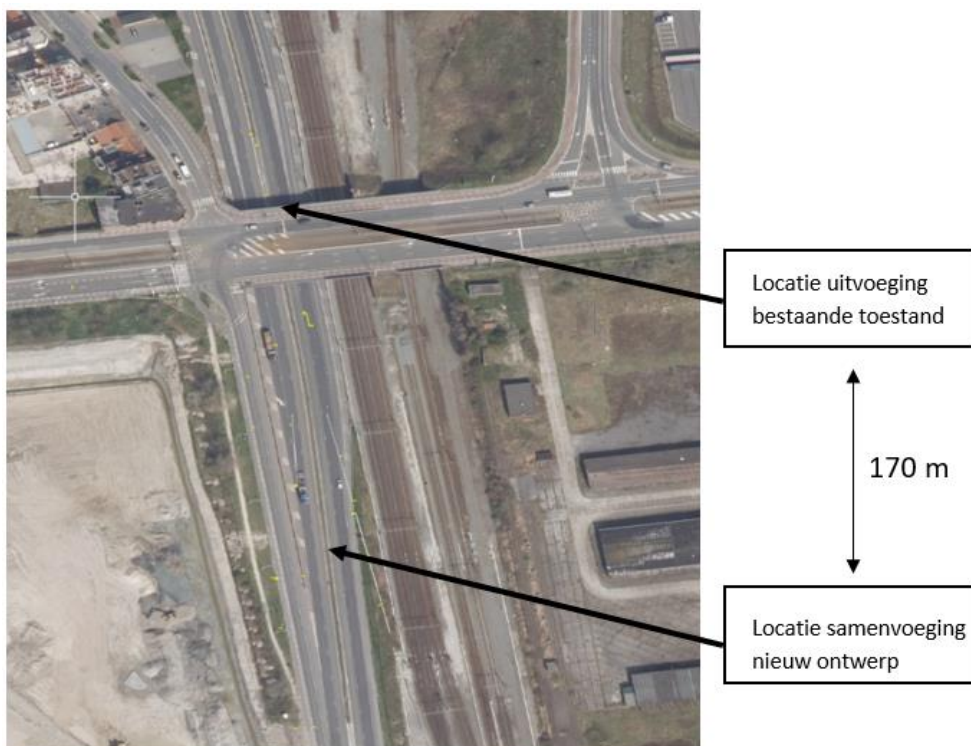 Locatie uitvoeging
bestaande toestand
170 m
Locatie samenvoeging
nieuw ontwerp